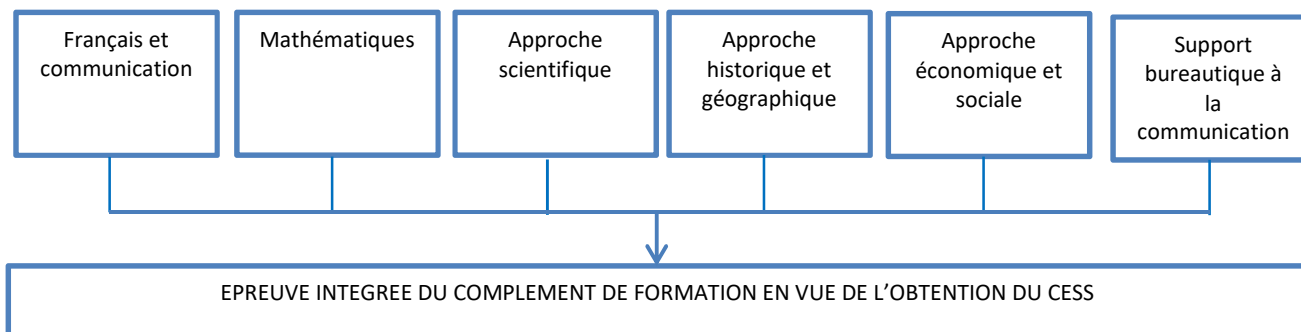 Français et
communication
Mathématiques
Approche
scientifique
Approche
historique et
géographique
Approche
économique et
sociale
Support
bureautique à
la
communication
EPREUVE INTEGREE DU COMPLEMENT DE FORMATION EN VUE DE L’OBTENTION DU CESS